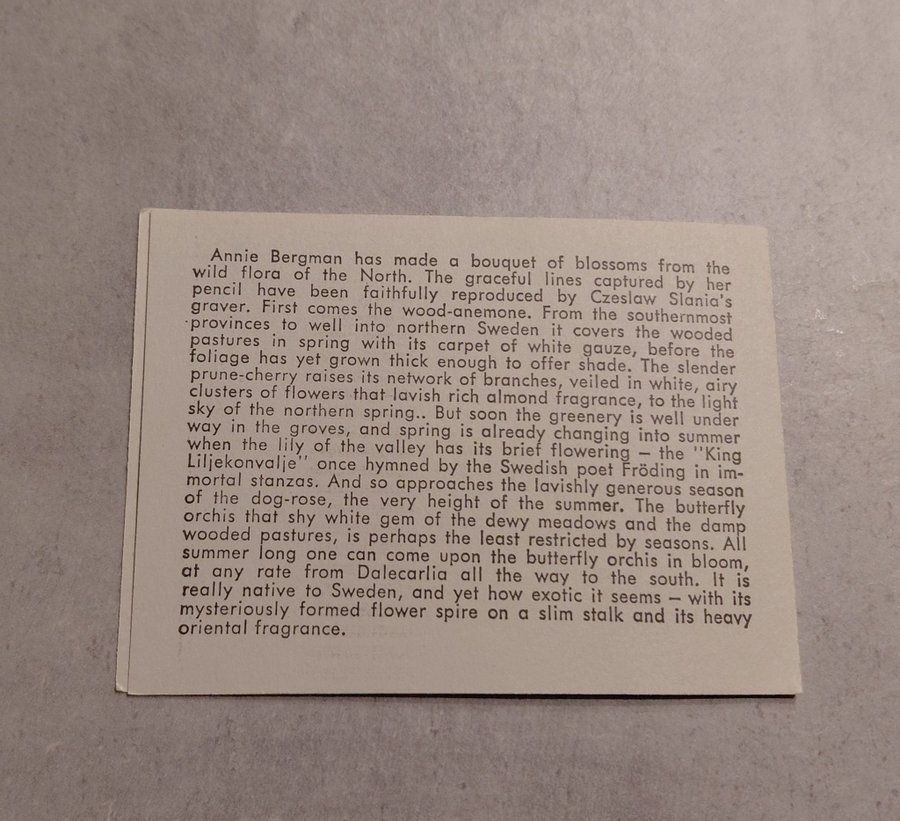 Annie Bergman has made a bouquet of blossoms from the
wild flora of the North. The graceful lines captured by her
pencil have been faithfully reproduced by Czeslaw Slania's
graver. First comes the wood-anemone. From the southernmost
provinces to well into northern Sweden it covers the wooded
pastures in spring with its carpet of white gauze, before the
foliage has yet grown thick enough to offer shade. The slender
prune-cherry raises its network of branches, veiled in white, airy
clusters of flowers that lavish rich almond fragrance, to the light
sky of the northern spring.. But soon the greenery is well under
way in the groves, and spring is already changing into summer
when the lily of the valley has its brief flowering – the "King
Liljekonvalje" once hymned by the Swedish poet Fröding in im-
mortal stanzas. And so approaches the lavishly generous season
of the dog-rose, the very height of the summer. The butterfly
orchis that shy white gem of the dewy meadows and the damp
wooded pastures, is perhaps the least restricted by seasons. All
summer long one can come upon the butterfly orchis in bloom,
at any rate from Dalecarlia all the way to the south. It is
really native to Sweden, and yet how exotic it seems – with its
mysteriously formed flower spire on a slim stalk and its heavy
oriental fragrance.